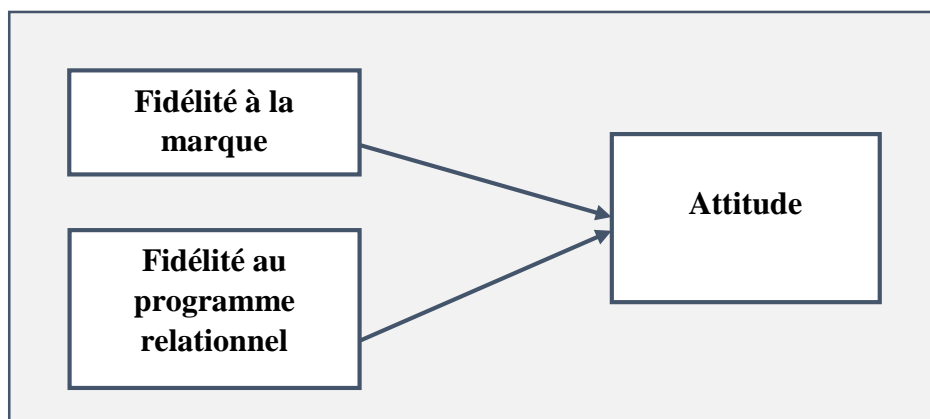 Fidélité à la
marque
Attitude
Fidélité au
programme
relationnel